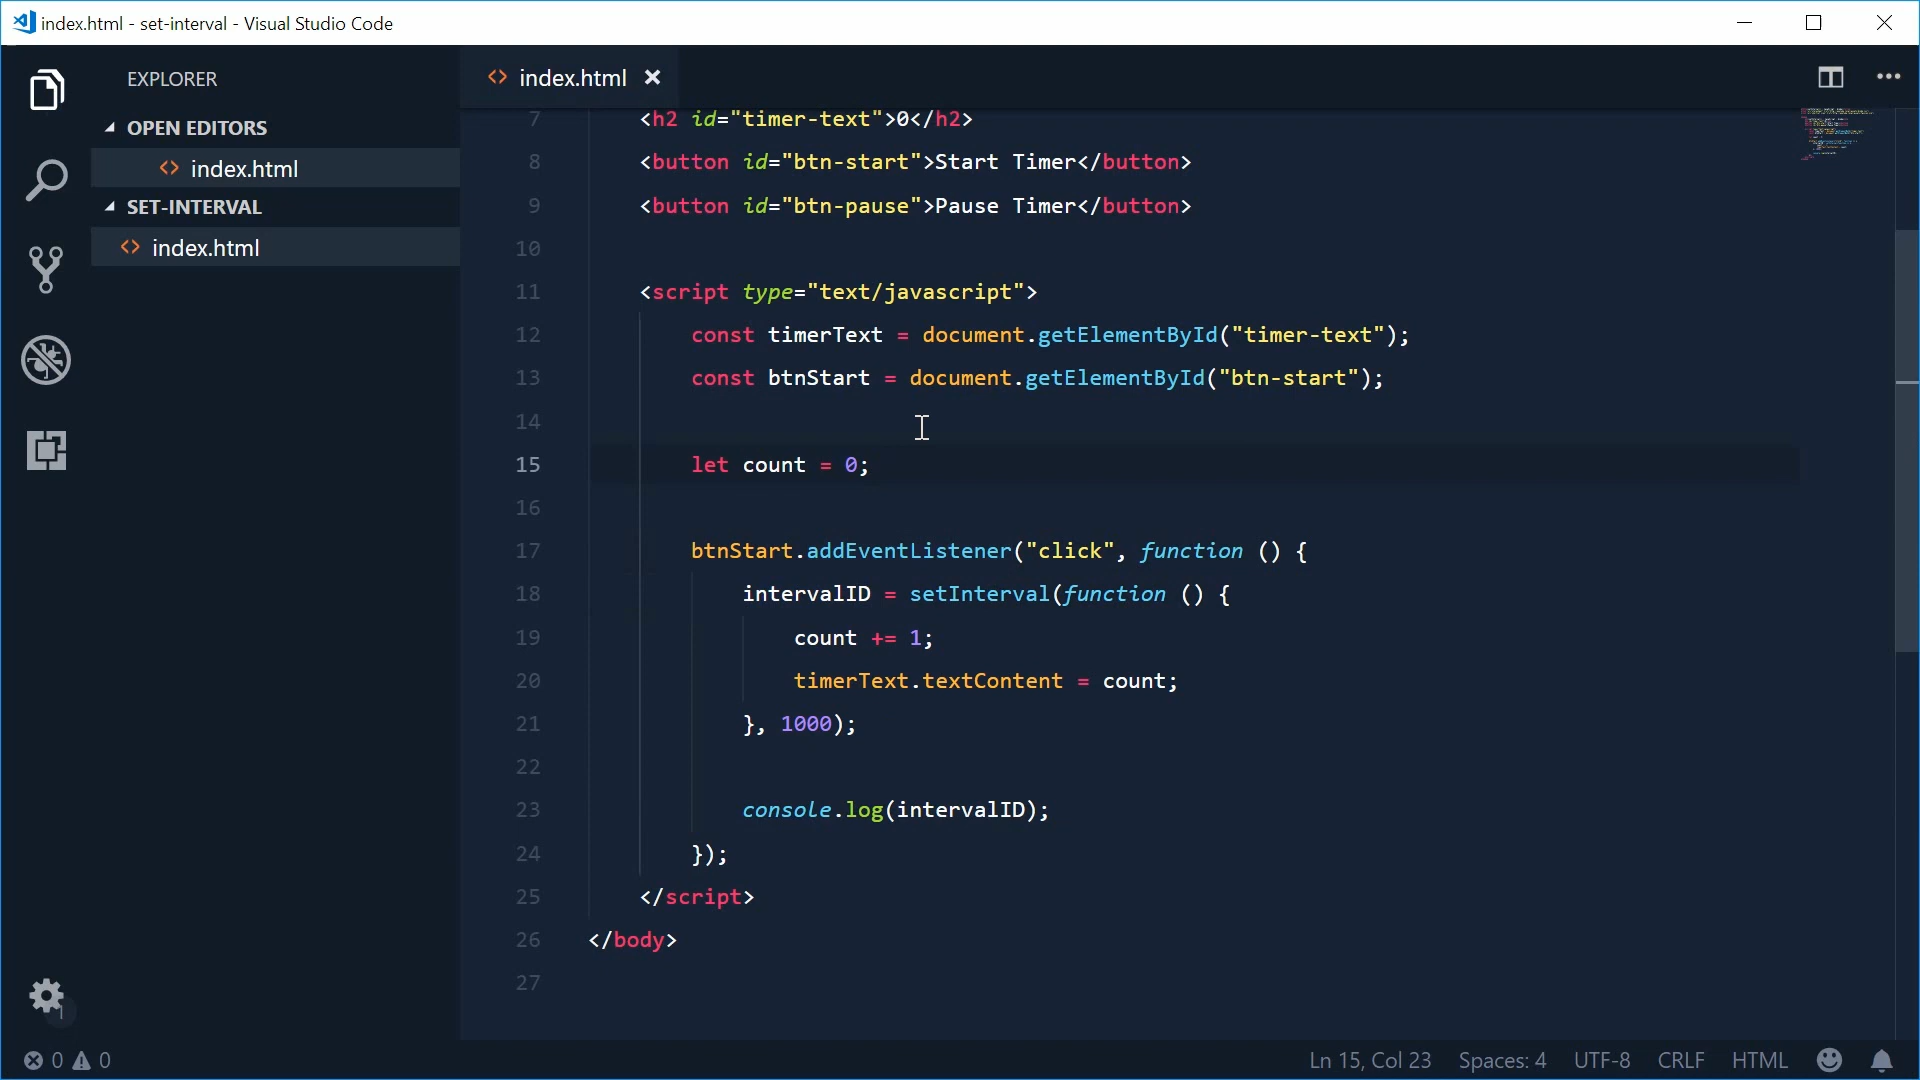 index.html - set-interval - Visual Studio Code
EXPLORER
OPEN EDITORS
<> index.html
SET-INTERVAL
<> index.html
<> index.html ×
7 <h2 id="timer-text">0</h2>
8 <button id="btn-start">Start Timer</button>
9 <button id="btn-pause">Pause Timer</button>
10
11 <script type="text/javascript">
12 const timerText = document.getElementById("timer-text");
13 const btnStart = document.getElementById("btn-start");
14
15 let count = 0;
16
17 btnStart.addEventListener("click", function () {
18 intervalID = setInterval(function () {
19 count += 1;
20 timerText.textContent = count;
21 }, 1000);
22
23 console.log(intervalID);
24 });
25 </script>
26 </body>
27
1
0 0
Ln 15, Col 23 Spaces: 4 UTF-8 CRLF HTML